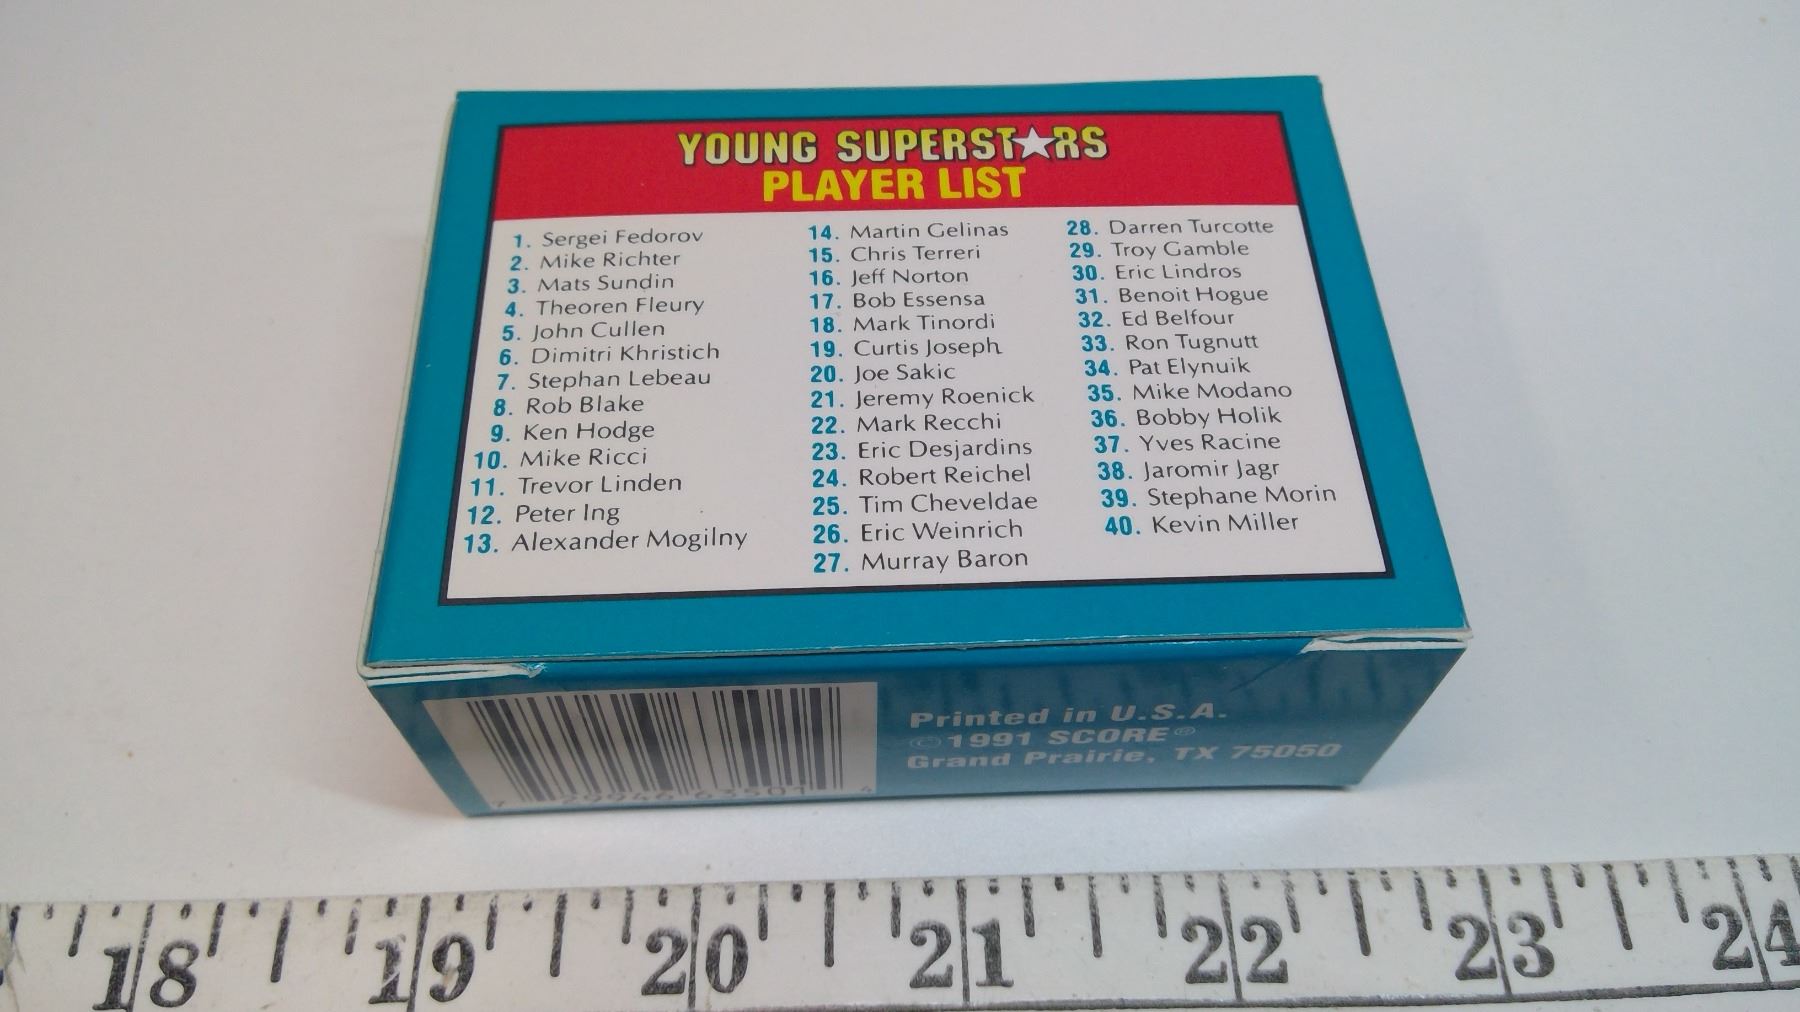 YOUNG SUPERST★RS
PLAYER LIST
1. Sergei Fedorov
2. Mike Richter
3. Mats Sundin
4. Theoren Fleury
5. John Cullen
6. Dimitri Khristich
7. Stephan Lebeau
8. Rob Blake
9. Ken Hodge
10. Mike Ricci
11. Trevor Linden
12. Peter Ing
13. Alexander Mogilny
14. Martin Gelinas
15. Chris Terreri
16. Jeff Norton
17. Bob Essensa
18. Mark Tinordi
19. Curtis Joseph
20. Joe Sakic
21. Jeremy Roenick
22. Mark Recchi
23. Eric Desjardins
24. Robert Reichel
25. Tim Cheveldae
26. Eric Weinrich
27. Murray Baron
28. Darren Turcotte
29. Troy Gamble
30. Eric Lindros
31. Benoit Hogue
32. Ed Belfour
33. Ron Tugnutt
34. Pat Elynuik
35. Mike Modano
36. Bobby Holik
37. Yves Racine
38. Jaromir Jagr
39. Stephane Morin
40. Kevin Miller
7 29946 63501 4
Printed in U.S.A.
©1991 SCORE®
Grand Prairie, TX 75050
18 19 20 21 22 23 24